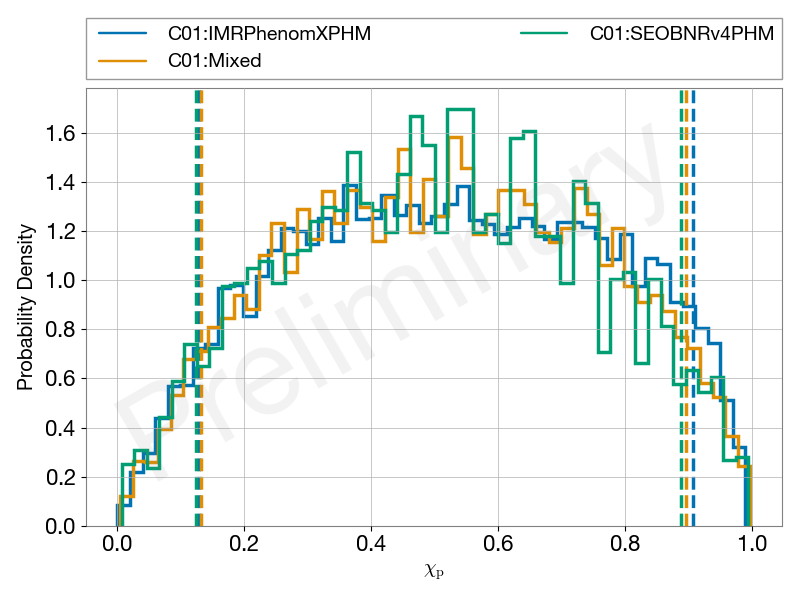 C01:IMRPhenomXPHM
C01:Mixed
C01:SEOBNRv4PHM
Probability Density
1.6
1.4
1.2
1.0
0.8
0.6
0.4
0.2
0.0
Preliminary
0.0 0.2 0.4 0.6 0.8 1.0
χp